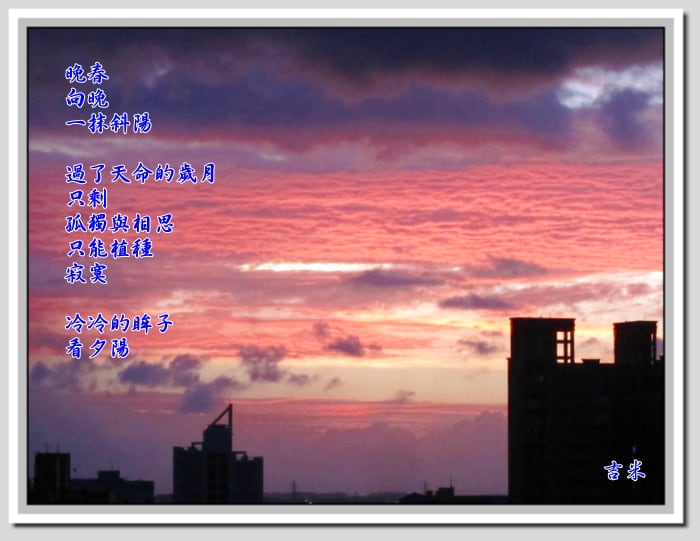 晚春
向晚
一抹斜陽
過了天命的歲月
只剩
孤獨與相思
只能植種
寂寞
冷冷的眸子
看夕陽
吉米